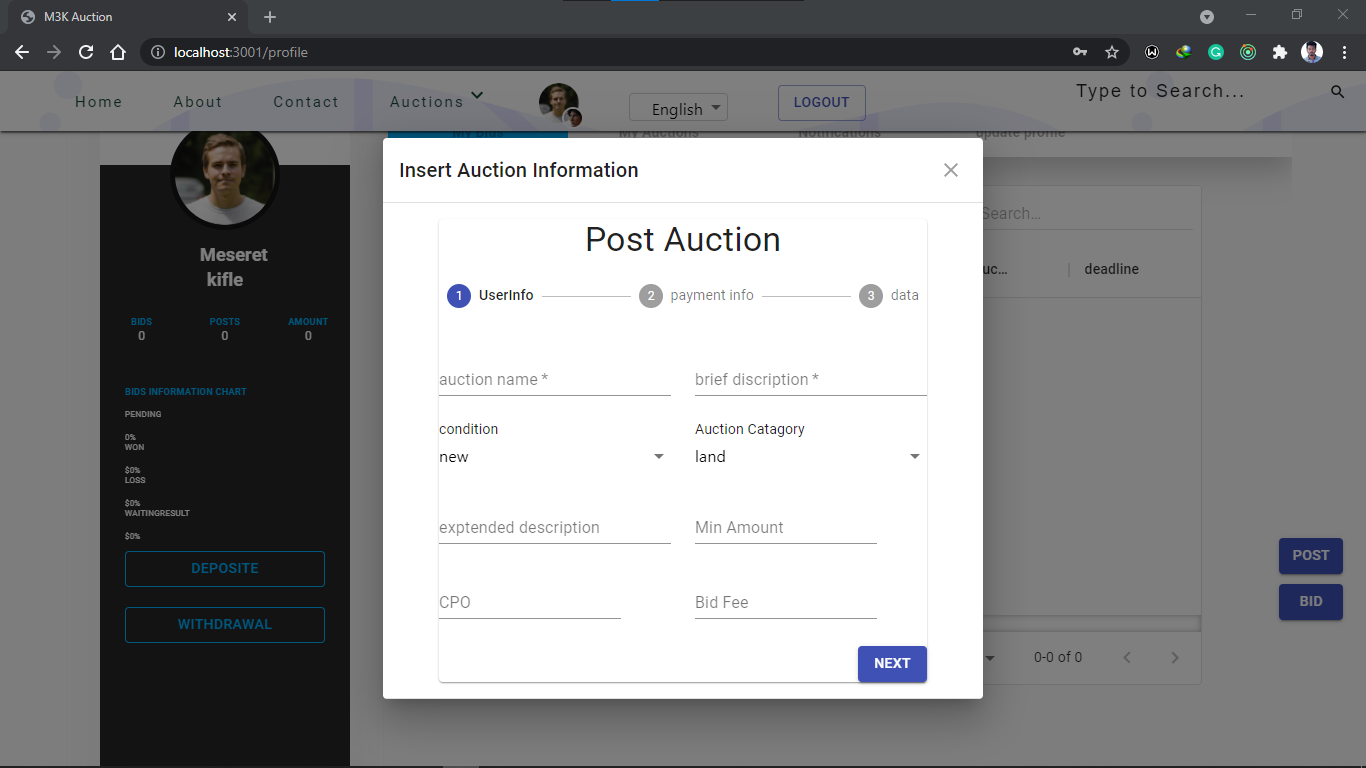 M3K Auction
localhost:3001/profile
Home About Contact Auctions English LOGOUT Type to Search...
My Bids My Auctions Notifications update profile
Meseret
kifle
BIDS POSTS AMOUNT
0 0 0
BIDS INFORMATION CHART
PENDING
0%
WON
$0%
LOSS
$0%
WAITINGRESULT
$0%
DEPOSITE
WITHDRAWAL
Insert Auction Information
Post Auction
1 UserInfo 2 payment info 3 data
auction name * brief discription *
condition Auction Catagory
new land
exptended description Min Amount
CPO Bid Fee
NEXT
Search...
uc... deadline
0-0 of 0
POST
BID